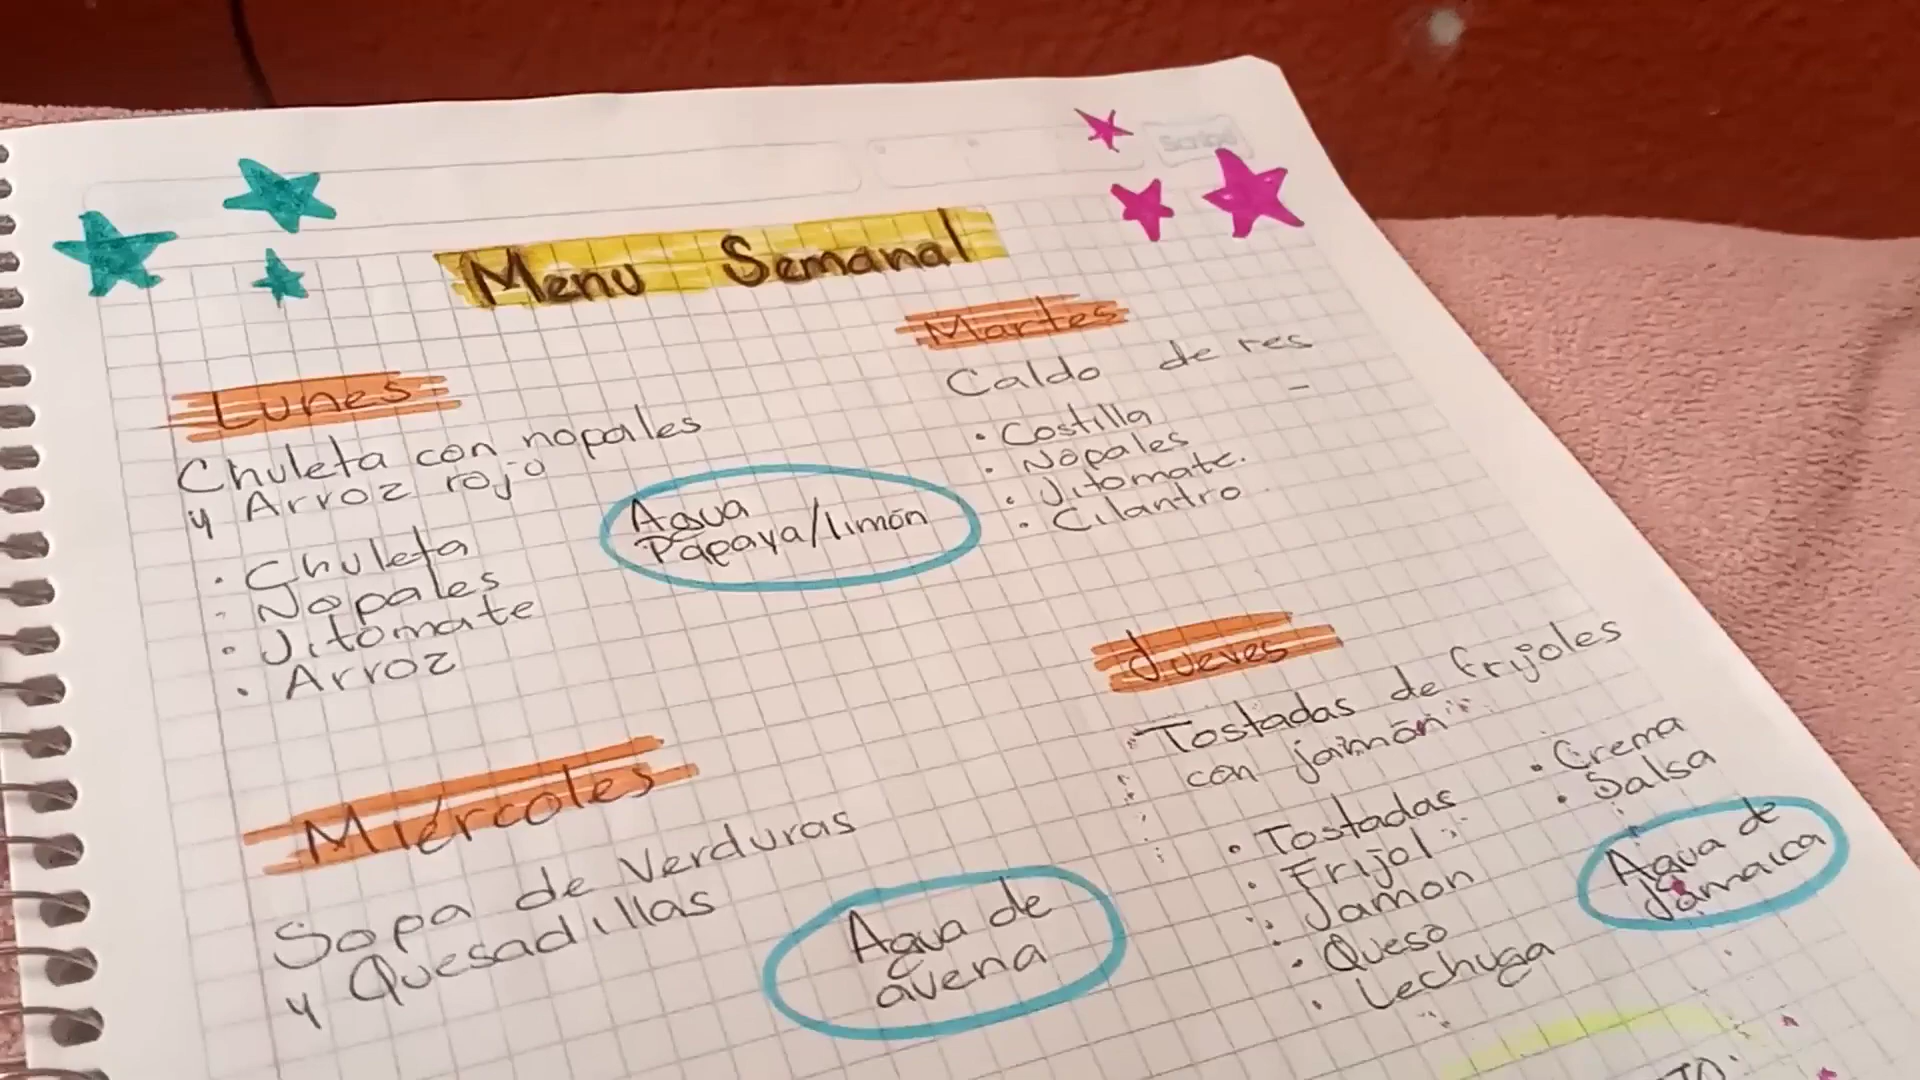 Scribe
Menu Semanal
Lunes
Chuleta con nopales
y Arroz rojo
· Chuleta
· Nopales
· Jitomate
· Arroz
Agua
Papaya/limón
Martes
Caldo de res
· Costilla
· Nopales
· Jitomate.
· Cilantro
Miércoles
Sopa de Verduras
y Quesadillas
Agua de
avena
Jueves
Tostadas de frijoles
con jamón
· Tostadas
· Frijol
· Jamon
· Queso
· Lechuga
· Crema
· Salsa
Agua de
Jamaica